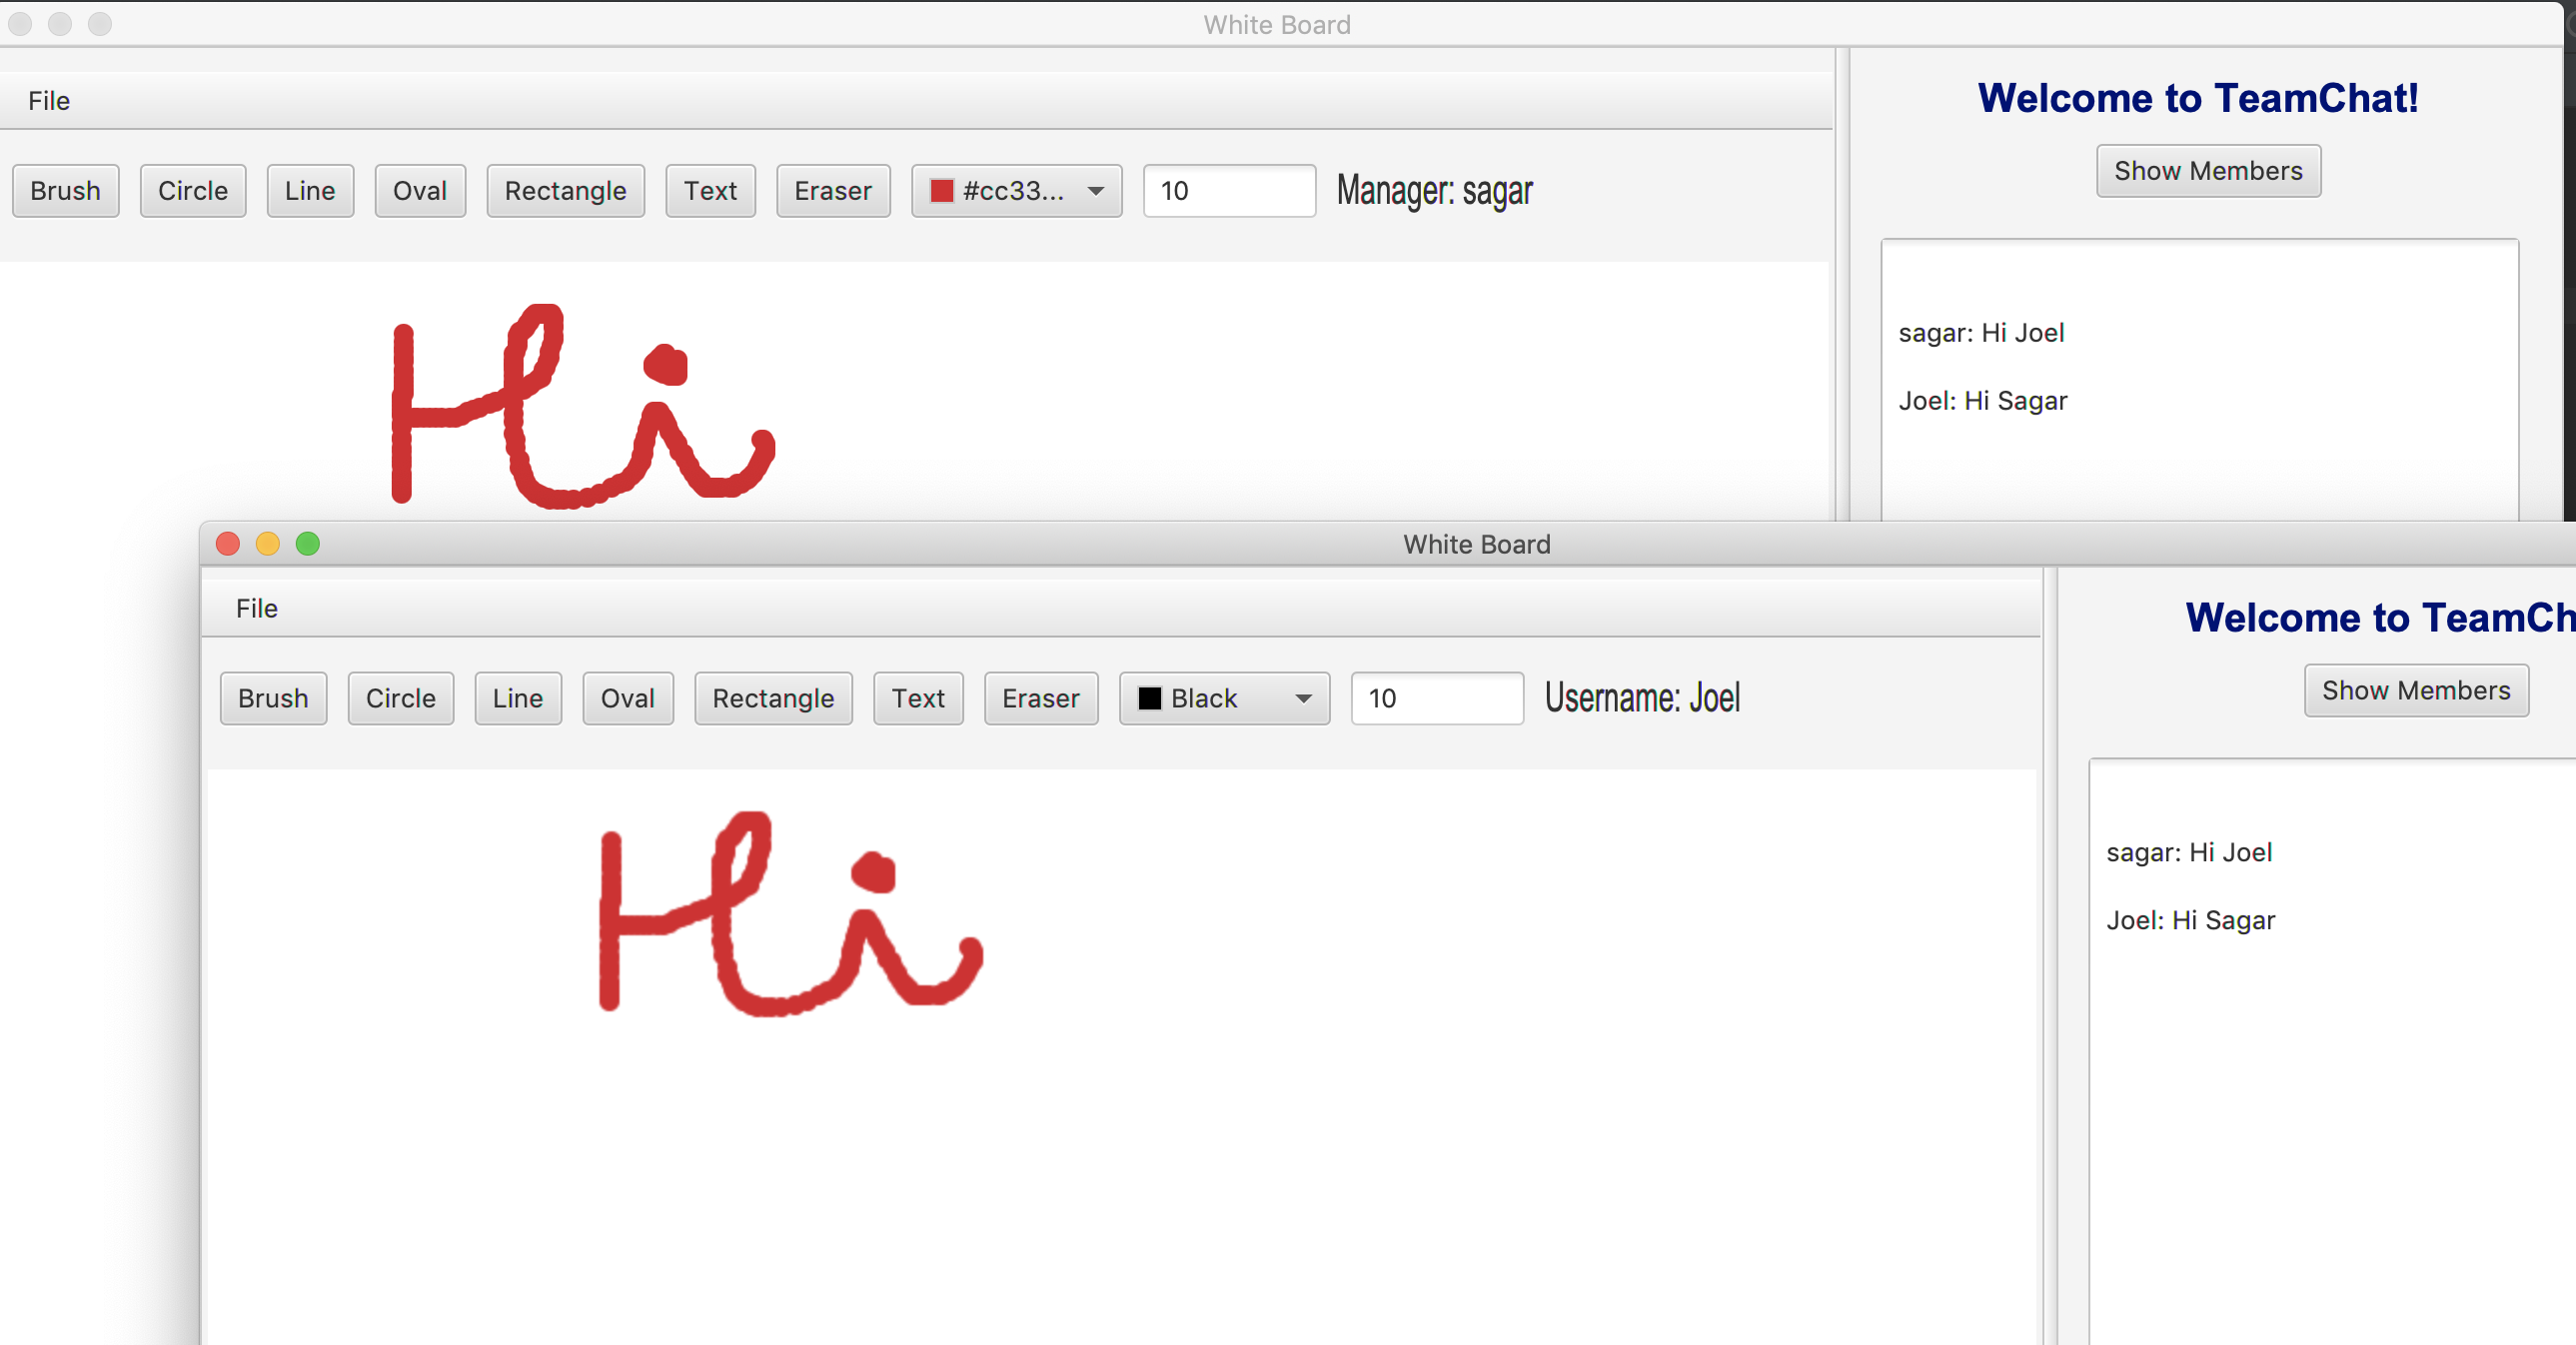 White Board
File
Brush Circle Line Oval Rectangle Text Eraser #cc33... 10 Manager: sagar
Hi
Welcome to TeamChat!
Show Members
sagar: Hi Joel
Joel: Hi Sagar
White Board
File
Brush Circle Line Oval Rectangle Text Eraser Black 10 Username: Joel
Hi
Welcome to TeamCh
Show Members
sagar: Hi Joel
Joel: Hi Sagar